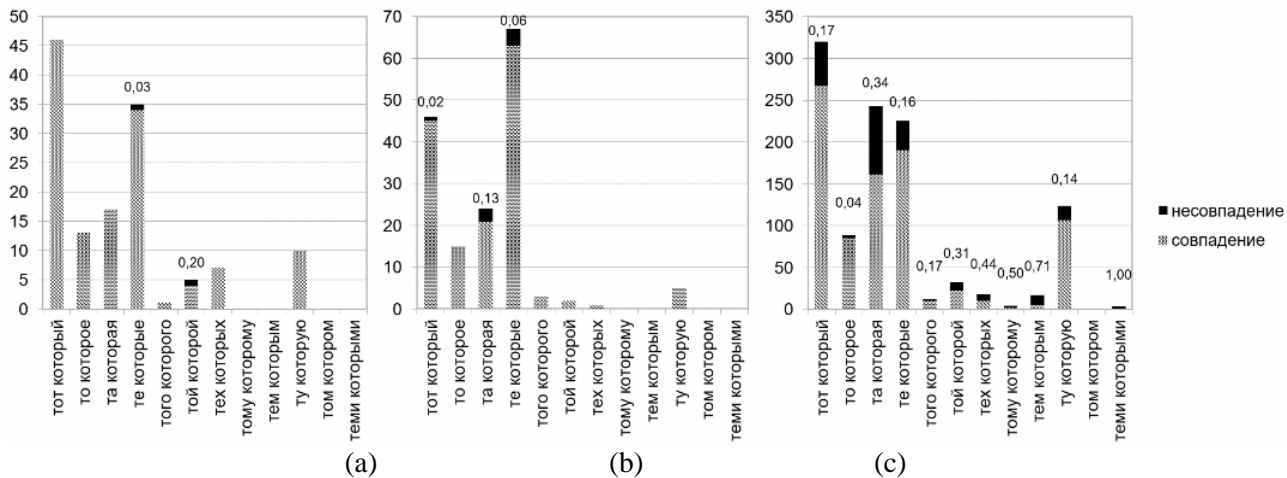 50
45
40
35
30
25
20
15
10
5
0
0,03
0,20
тот который
то которое
та которая
те которые
того которого
той которой
тех которых
тому которому
тем которым
ту которую
том котором
теми которыми
(a)
70
60
50
40
30
20
10
0
0,02
0,13
0,06
тот который
то которое
та которая
те которые
того которого
той которой
тех которых
тому которому
тем которым
ту которую
том котором
теми которыми
(b)
350
300
250
200
150
100
50
0
0,17
0,04
0,34
0,16
0,17
0,31
0,44
0,50
0,71
0,14
1,00
тот который
то которое
та которая
те которые
того которого
той которой
тех которых
тому которому
тем которым
ту которую
том котором
теми которыми
(c)
несовпадение
совпадение